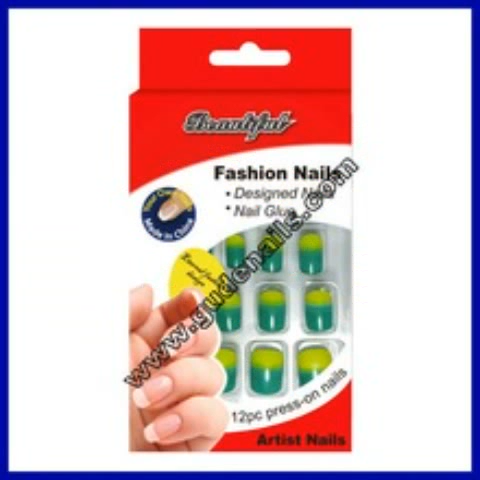 Beautiful
Fashion Nails
• Designed Nails
• Nail Glue
Made in China
www.gudenails.com
12pc press-on nails
Artist Nails